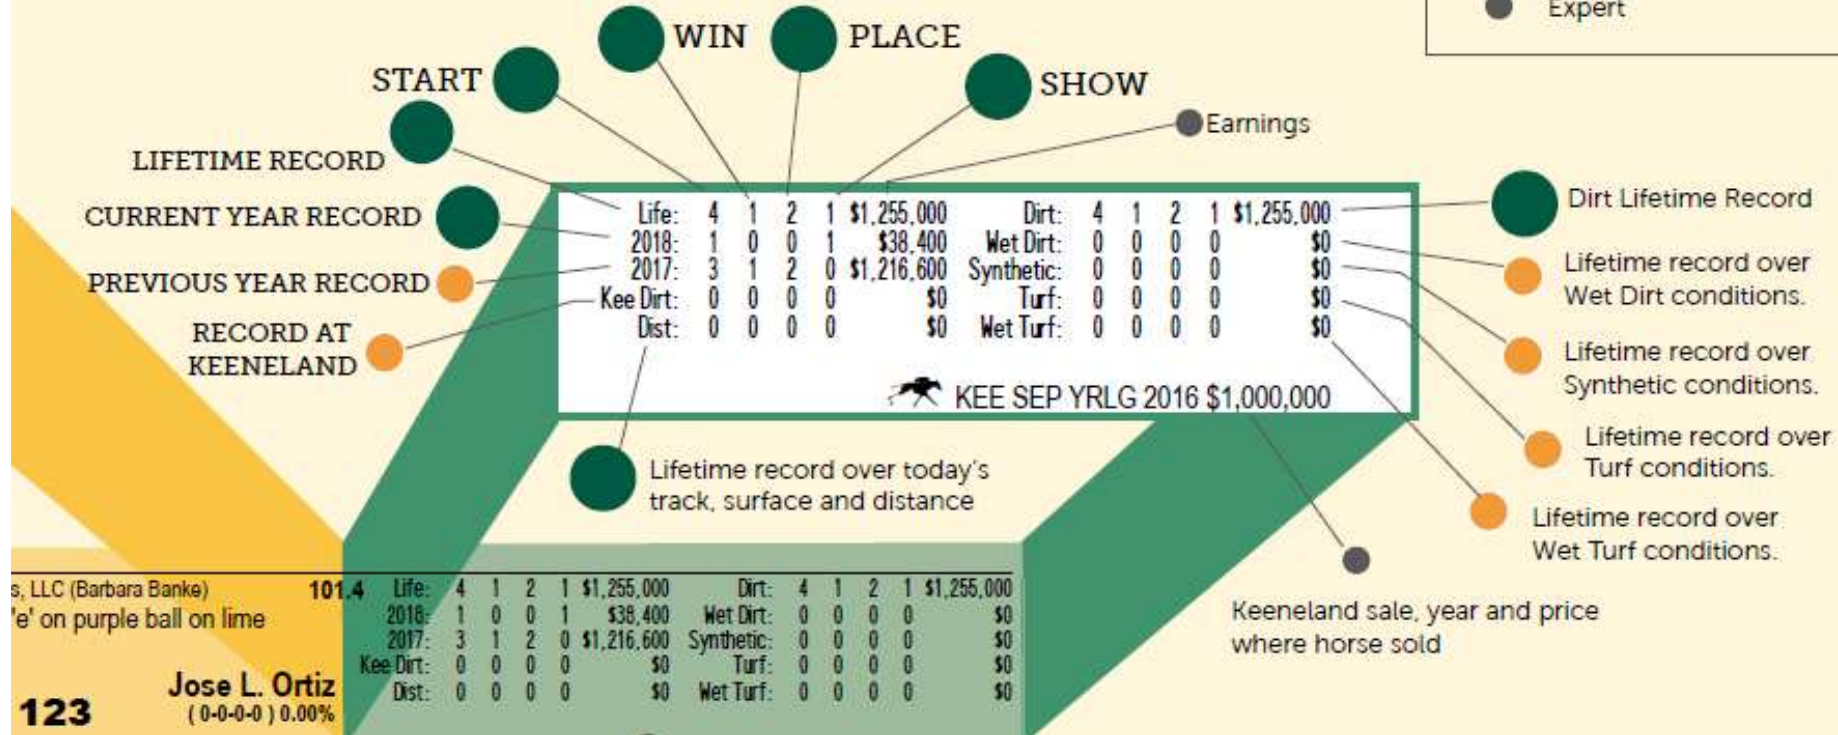 Expert
WIN
PLACE
START
SHOW
Earnings
LIFETIME RECORD
CURRENT YEAR RECORD
PREVIOUS YEAR RECORD
RECORD AT
KEENELAND
Life: 4 1 2 1 $1,255,000 Dirt: 4 1 2 1 $1,255,000
2018: 1 0 0 1 $38,400 Wet Dirt: 0 0 0 0 $0
2017: 3 1 2 0 $1,216,600 Synthetic: 0 0 0 0 $0
Kee Dirt: 0 0 0 0 $0 Turf: 0 0 0 0 $0
Dist: 0 0 0 0 $0 Wet Turf: 0 0 0 0 $0
KEE SEP YRLG 2016 $1,000,000
Dirt Lifetime Record
Lifetime record over
Wet Dirt conditions.
Lifetime record over
Synthetic conditions.
Lifetime record over
Turf conditions.
Lifetime record over
Wet Turf conditions.
Lifetime record over today's
track, surface and distance
Keeneland sale, year and price
where horse sold
s, LLC (Barbara Banke) 101.4 Life: 4 1 2 1 $1,255,000 Dirt: 4 1 2 1 $1,255,000
'e' on purple ball on lime 2018: 1 0 0 1 $38,400 Wet Dirt: 0 0 0 0 $0
2017: 3 1 2 0 $1,216,600 Synthetic: 0 0 0 0 $0
Kee Dirt: 0 0 0 0 $0 Turf: 0 0 0 0 $0
Jose L. Ortiz Dist: 0 0 0 0 $0 Wet Turf: 0 0 0 0 $0
123 ( 0-0-0-0 ) 0.00%